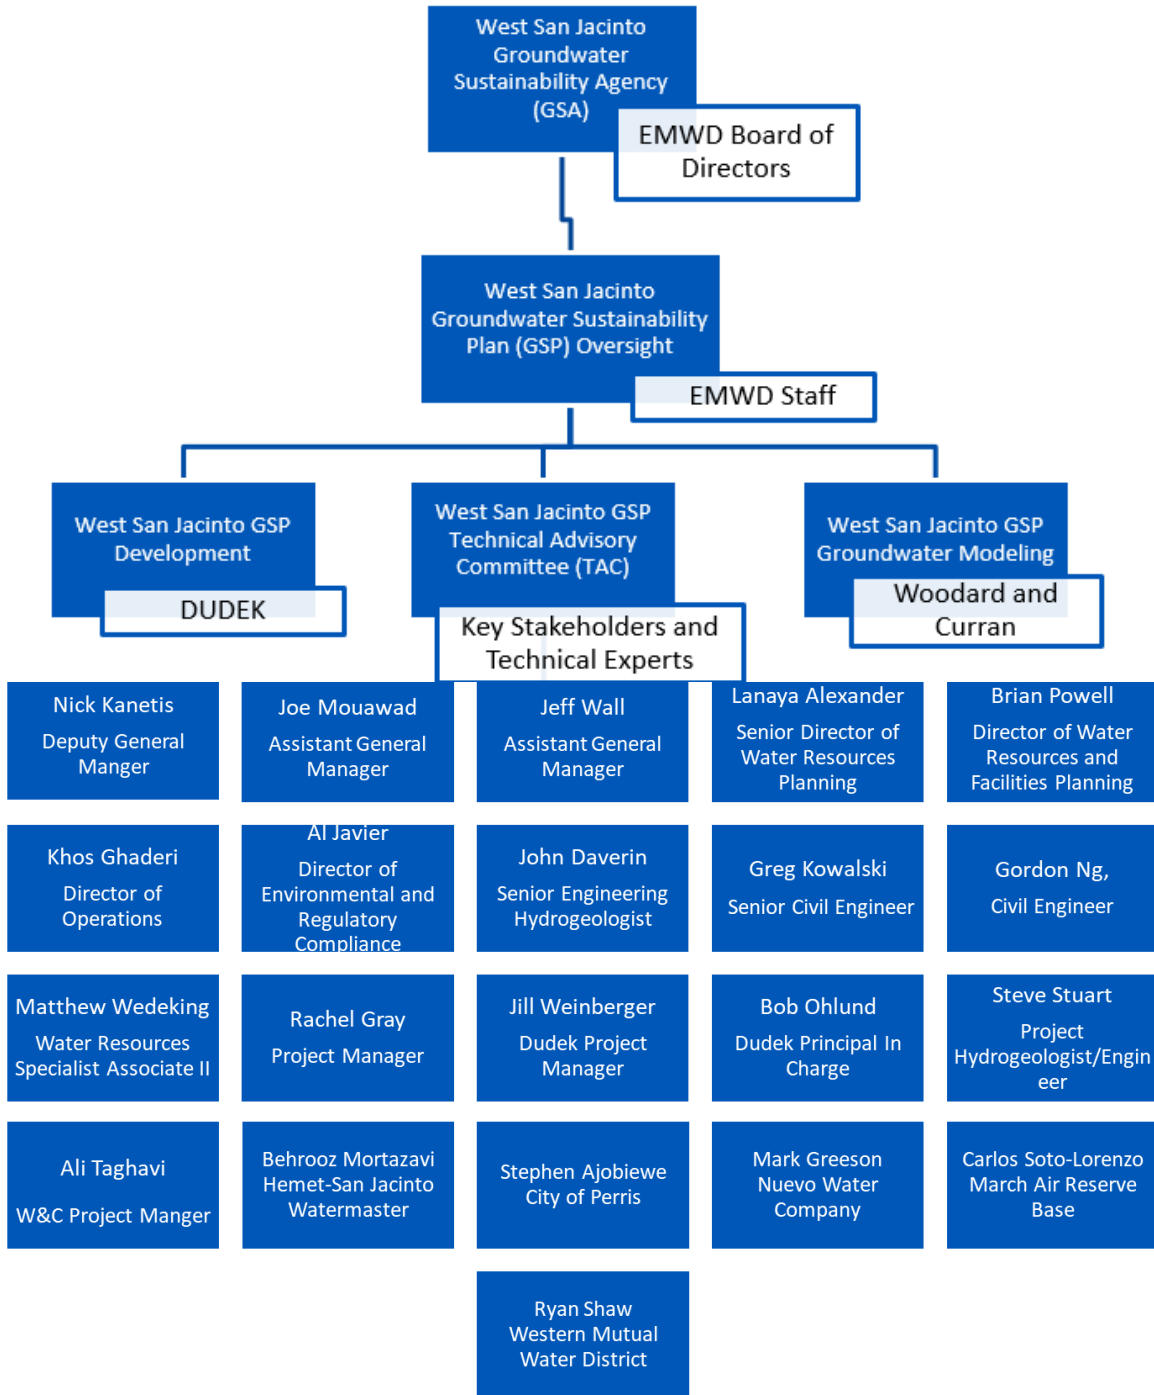 West San Jacinto
Groundwater
Sustainability Agency
(GSA)
EMWD Board of
Directors
West San Jacinto
Groundwater Sustainability
Plan (GSP) Oversight
EMWD Staff
West San Jacinto GSP
Development
DUDEK
West San Jacinto GSP
Technical Advisory
Committee (TAC)
Key Stakeholders and
Technical Experts
West San Jacinto GSP
Groundwater Modeling
Woodard and
Curran
Nick Kanetis
Deputy General
Manger
Joe Mouawad
Assistant General
Manager
Jeff Wall
Assistant General
Manager
Lanaya Alexander
Senior Director of
Water Resources
Planning
Brian Powell
Director of Water
Resources and
Facilities Planning
Khos Ghaderi
Director of
Operations
Al Javier
Director of
Environmental and
Regulatory
Compliance
John Daverin
Senior Engineering
Hydrogeologist
Greg Kowalski
Senior Civil Engineer
Gordon Ng,
Civil Engineer
Matthew Wedeking
Water Resources
Specialist Associate II
Rachel Gray
Project Manager
Jill Weinberger
Dudek Project
Manager
Bob Ohlund
Dudek Principal In
Charge
Steve Stuart
Project
Hydrogeologist/Engin
eer
Ali Taghavi
W&C Project Manger
Behrooz Mortazavi
Hemet-San Jacinto
Watermaster
Stephen Ajobiewe
City of Perris
Mark Greeson
Nuevo Water
Company
Carlos Soto-Lorenzo
March Air Reserve
Base
Ryan Shaw
Western Mutual
Water District